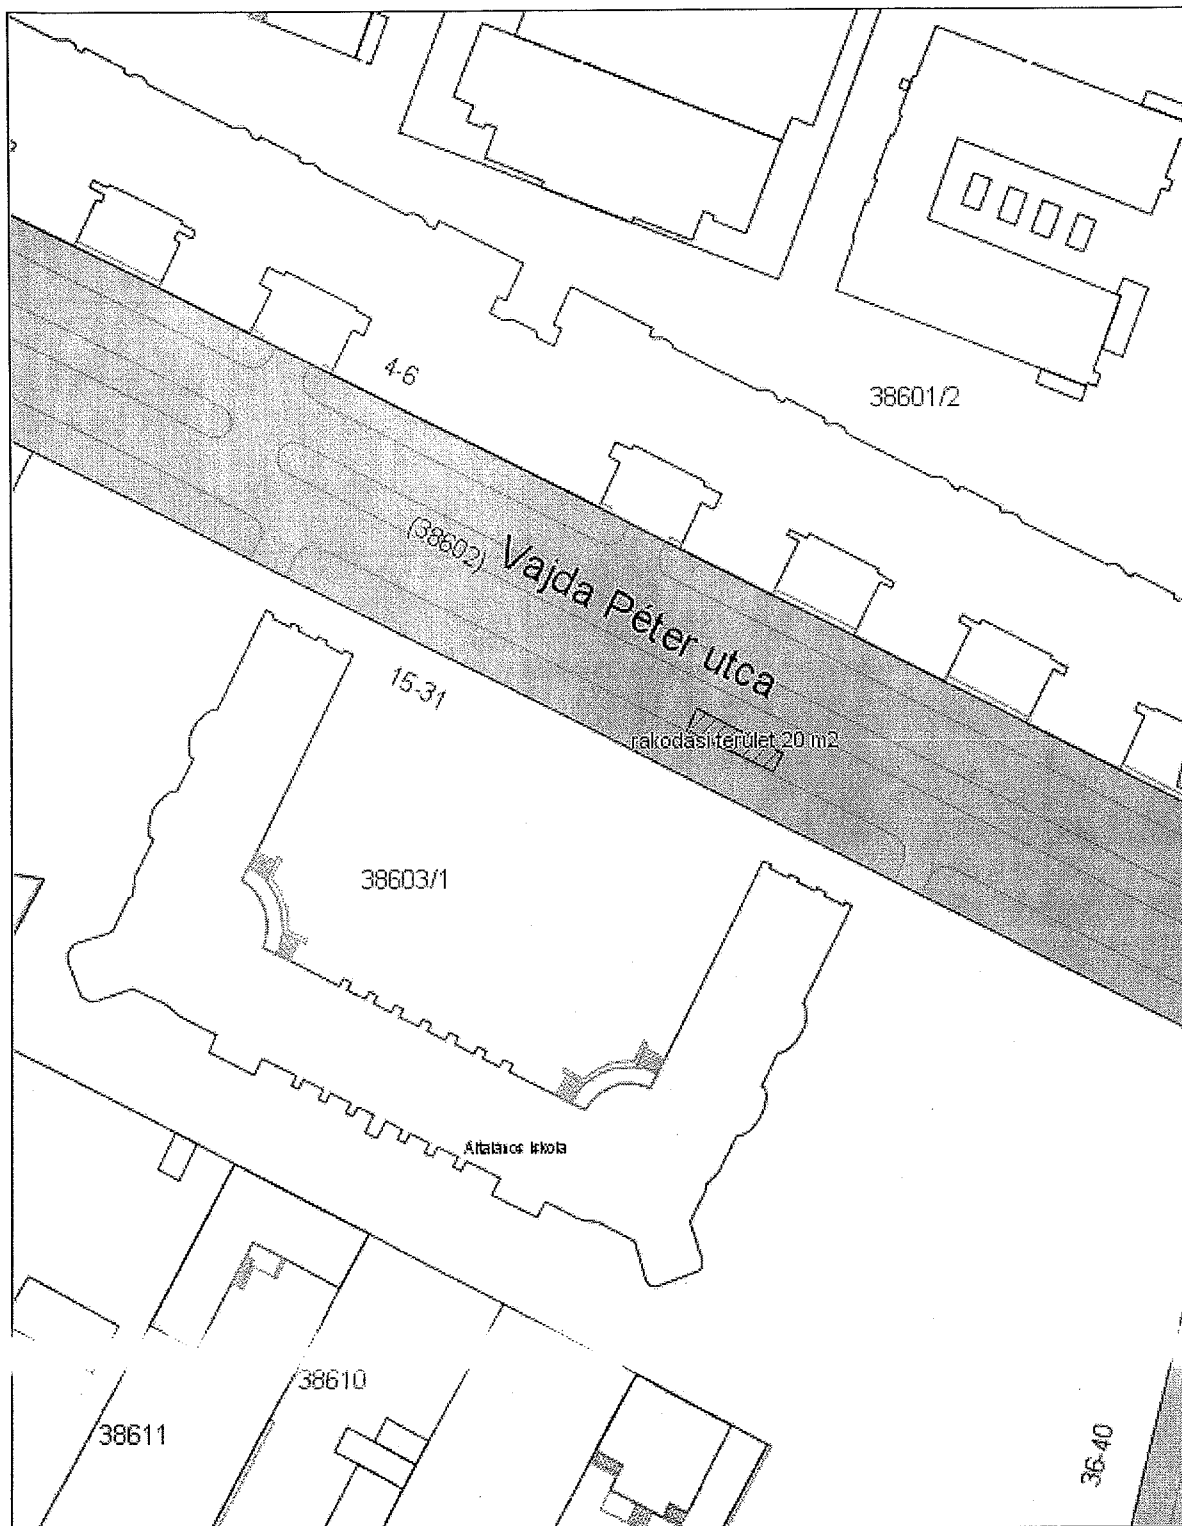 4-6
38601/2
(38602) Vajda Péter utca
15-31
rakodási terület 20 m2
38603/1
Általános Iskola
38610
38611
36-40